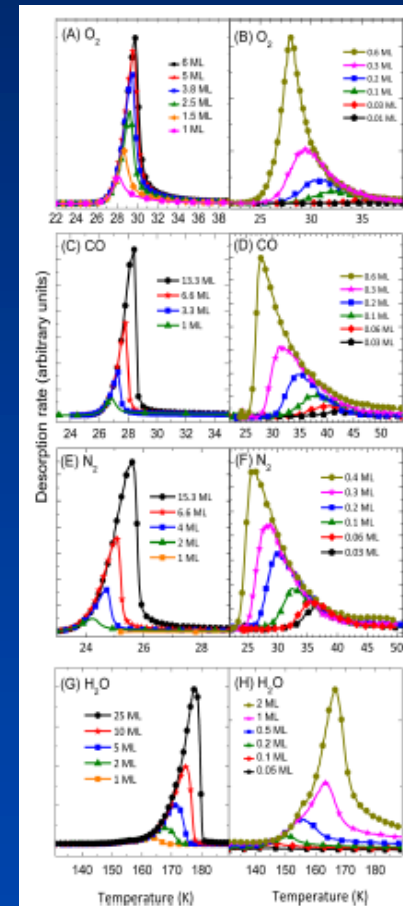 Desorption rate (arbitrary units)
(A) O2
6 ML
5 ML
3.8 ML
2.5 ML
1.5 ML
1 ML
22 24 26 28 30 32 34 36 38
(B) O2
0.6 ML
0.3 ML
0.2 ML
0.1 ML
0.03 ML
0.01 ML
25 30 35
(C) CO
13.3 ML
6.6 ML
3.3 ML
1 ML
24 26 28 30 32 34
(D) CO
0.6 ML
0.3 ML
0.2 ML
0.1 ML
0.06 ML
0.03 ML
25 30 35 40 45 50
(E) N2
15.3 ML
6.6 ML
4 ML
2 ML
1 ML
24 26 28
(F) N2
0.4 ML
0.3 ML
0.2 ML
0.1 ML
0.06 ML
0.03 ML
25 30 35 40 45 50
(G) H2O
25 ML
10 ML
5 ML
2 ML
1 ML
140 150 160 170 180
Temperature (K)
(H) H2O
2 ML
1 ML
0.5 ML
0.2 ML
0.1 ML
0.05 ML
140 150 160 170 180
Temperature (K)